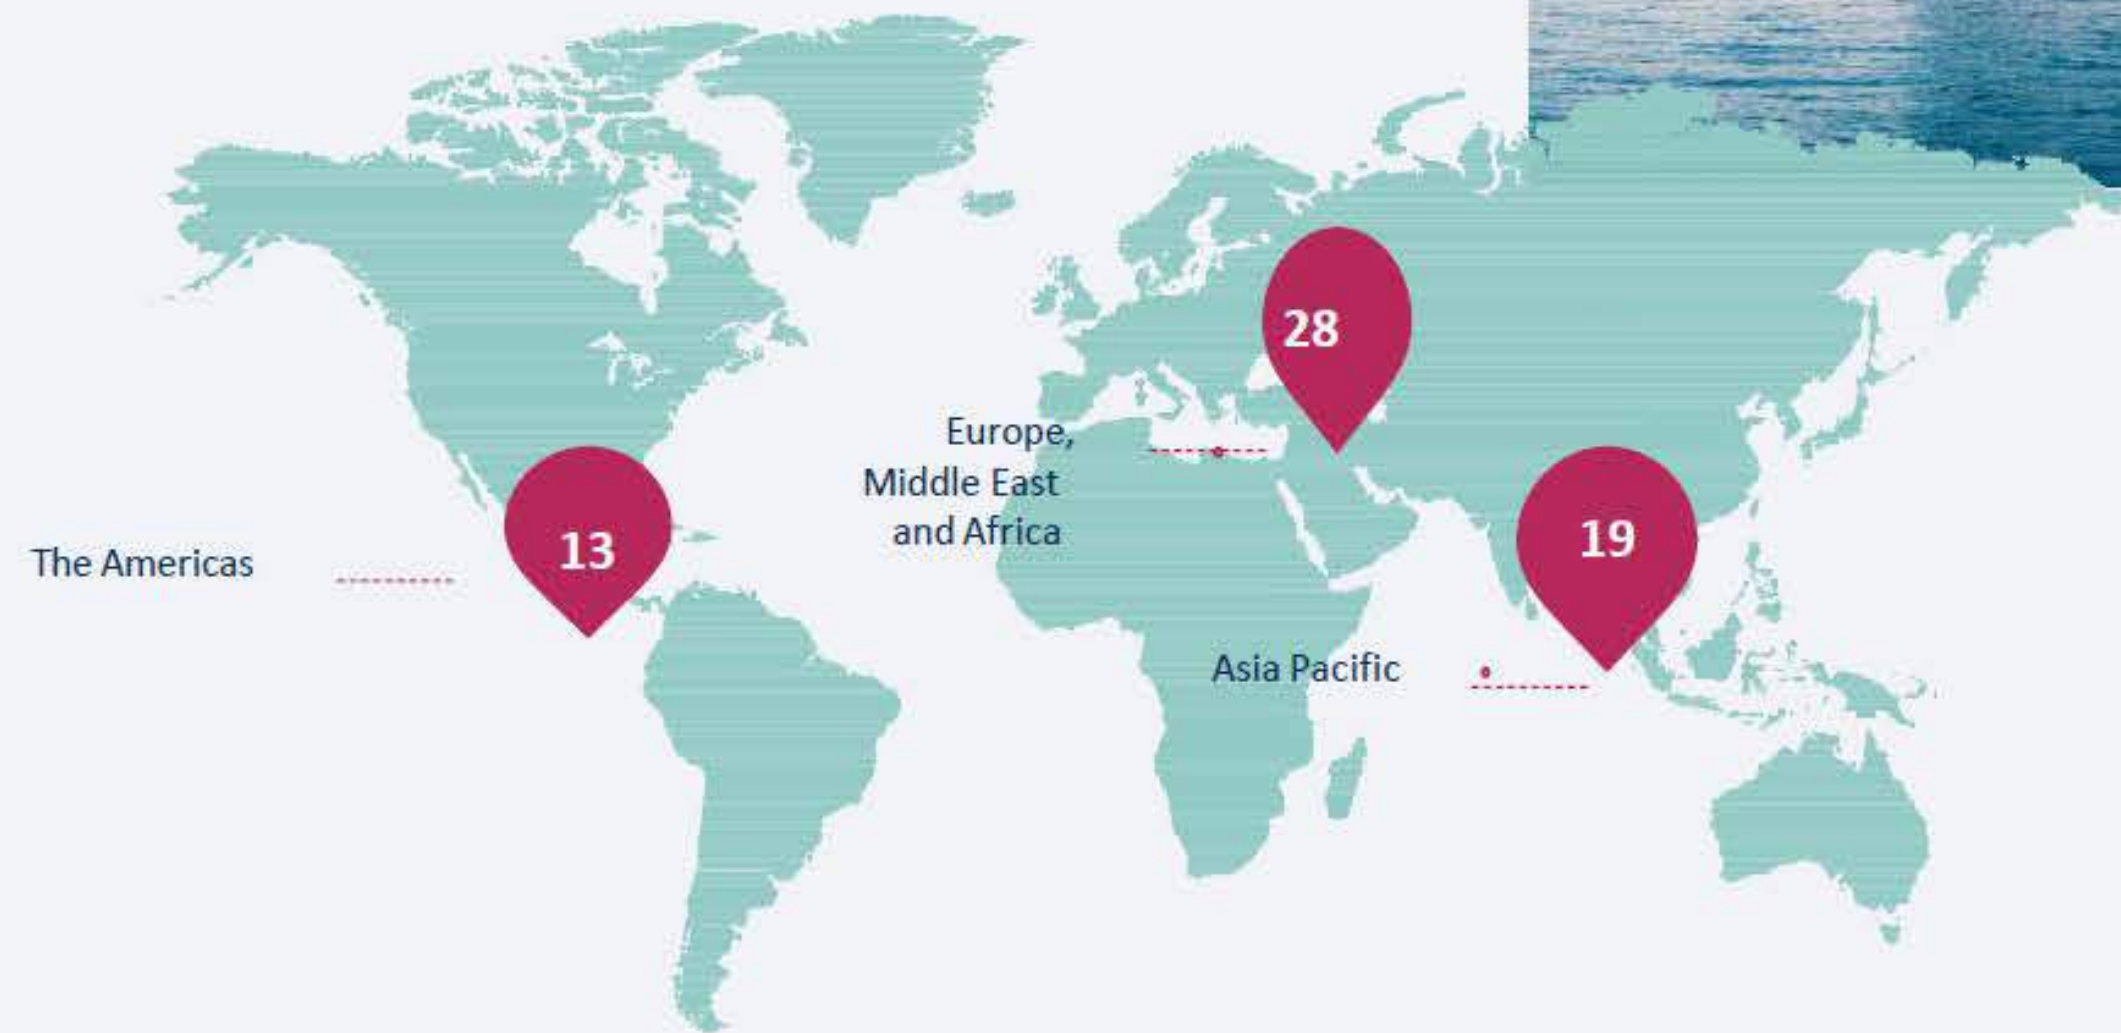 28
Europe,
Middle East
and Africa
The Americas
13
19
Asia Pacific